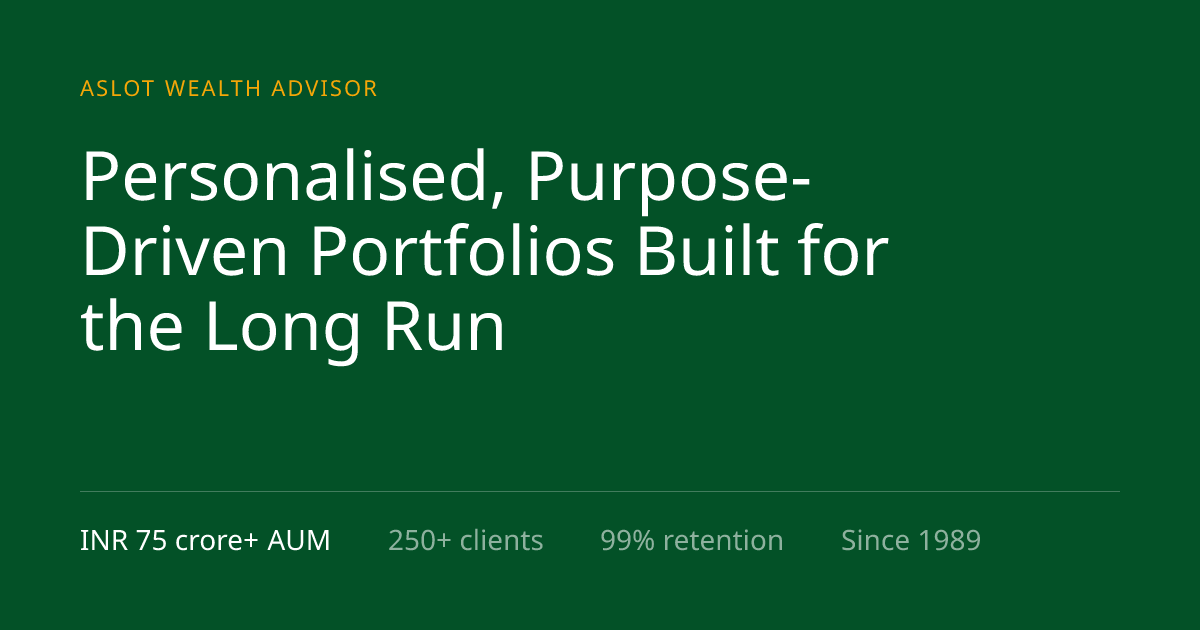 ASLOT WEALTH ADVISOR
Personalised, Purpose-
Driven Portfolios Built for
the Long Run
INR 75 crore+ AUM 250+ clients 99% retention Since 1989